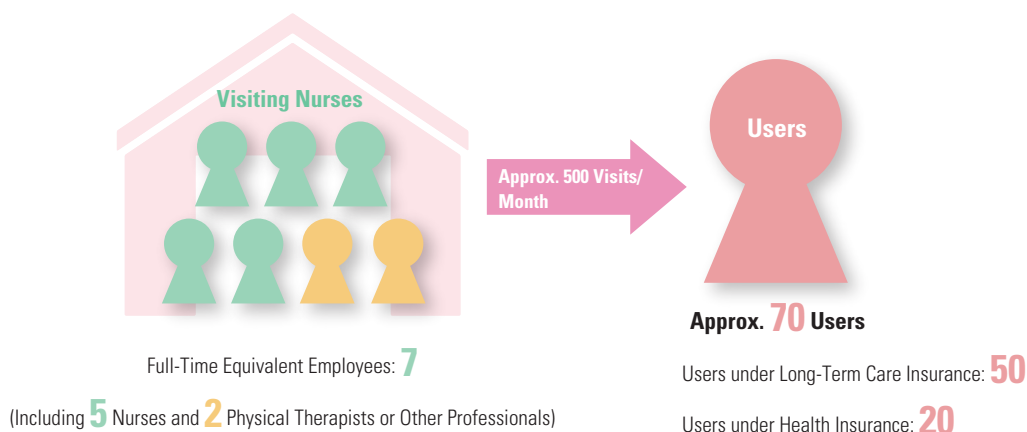 Visiting Nurses
Approx. 500 Visits/
Month
Users
Full-Time Equivalent Employees: 7
(Including 5 Nurses and 2 Physical Therapists or Other Professionals)
Approx. 70 Users
Users under Long-Term Care Insurance: 50
Users under Health Insurance: 20